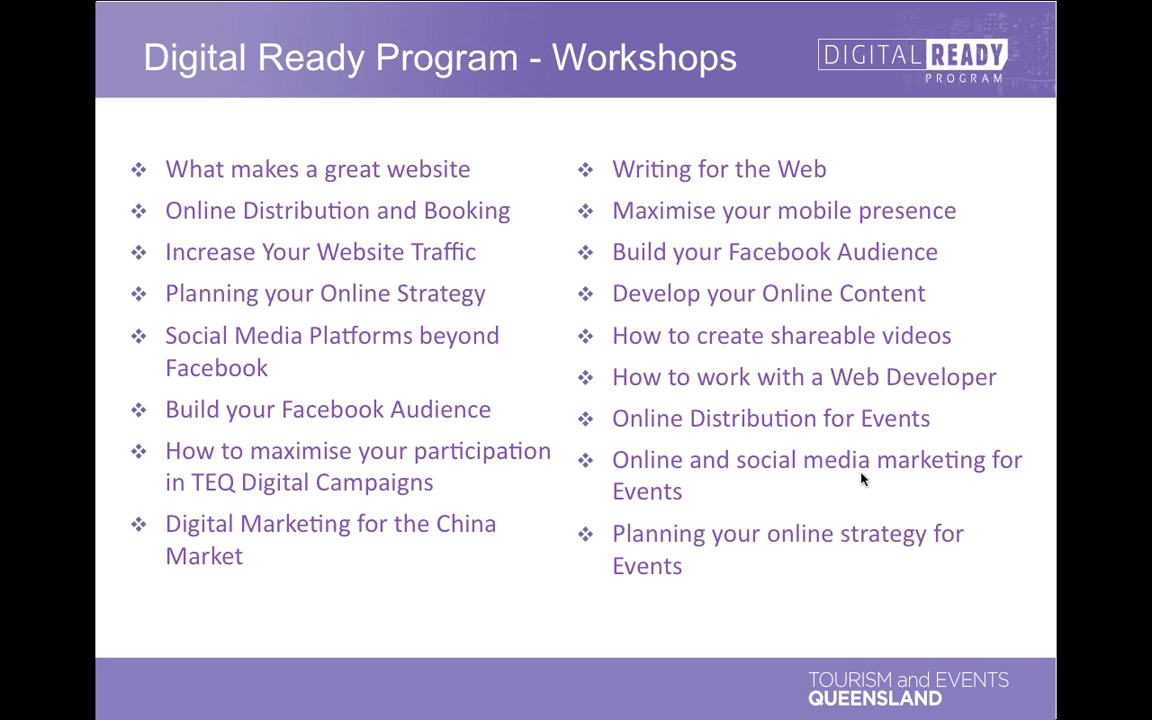 Digital Ready Program - Workshops
DIGITAL READY
PROGRAM
What makes a great website
Online Distribution and Booking
Increase Your Website Traffic
Planning your Online Strategy
Social Media Platforms beyond
Facebook
Build your Facebook Audience
How to maximise your participation
in TEQ Digital Campaigns
Digital Marketing for the China
Market
Writing for the Web
Maximise your mobile presence
Build your Facebook Audience
Develop your Online Content
How to create shareable videos
How to work with a Web Developer
Online Distribution for Events
Online and social media marketing for
Events
Planning your online strategy for
Events
TOURISM and EVENTS
QUEENSLAND